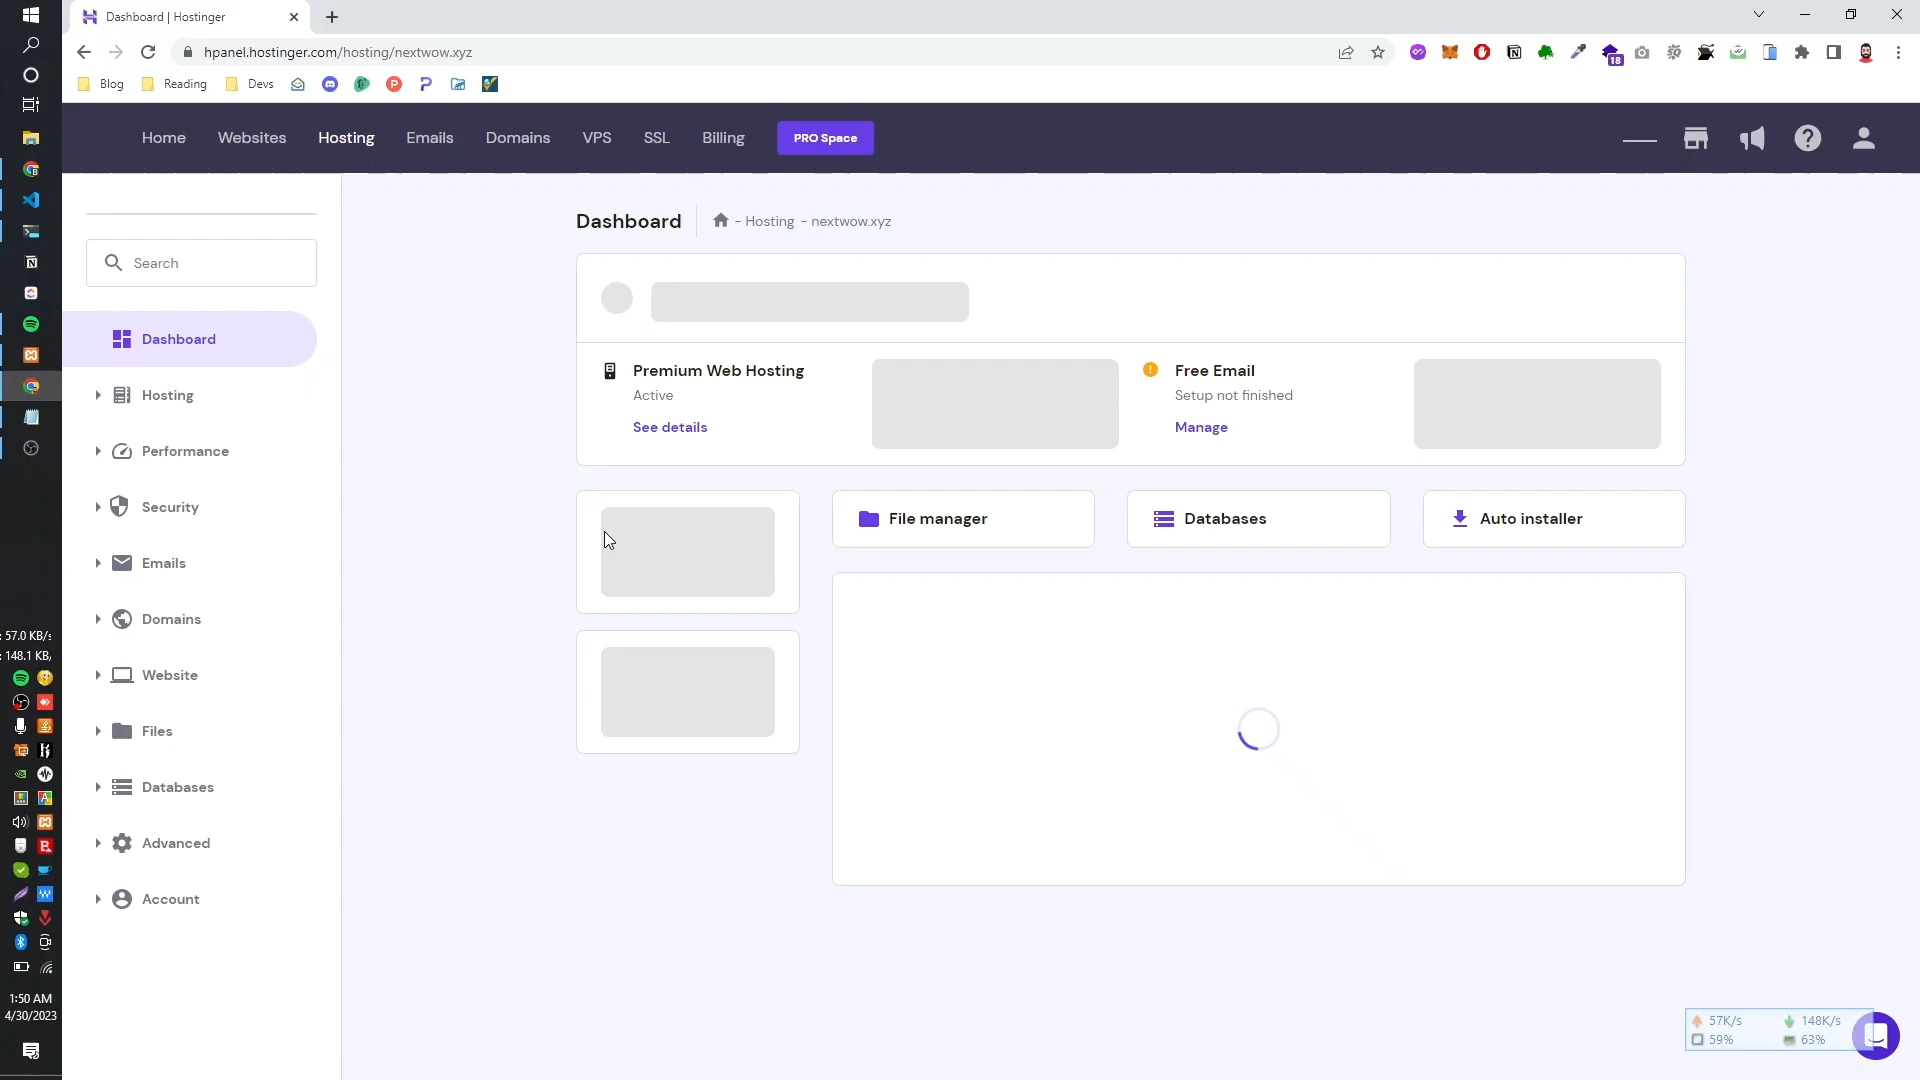 Dashboard | Hostinger
hpanel.hostinger.com/hosting/nextwow.xyz
18
Blog
Reading
Devs
Home
Websites
Hosting
Emails
Domains
VPS
SSL
Billing
PRO Space
Search
Dashboard
Hosting
Performance
Security
Emails
Domains
Website
Files
Databases
Advanced
Account
Dashboard
- Hosting - nextwow.xyz
Premium Web Hosting
Active
See details
Free Email
Setup not finished
Manage
File manager
Databases
Auto installer
: 57.0 KB/s
: 148.1 KB/
1:50 AM
4/30/2023
57K/s
148K/s
59%
63%